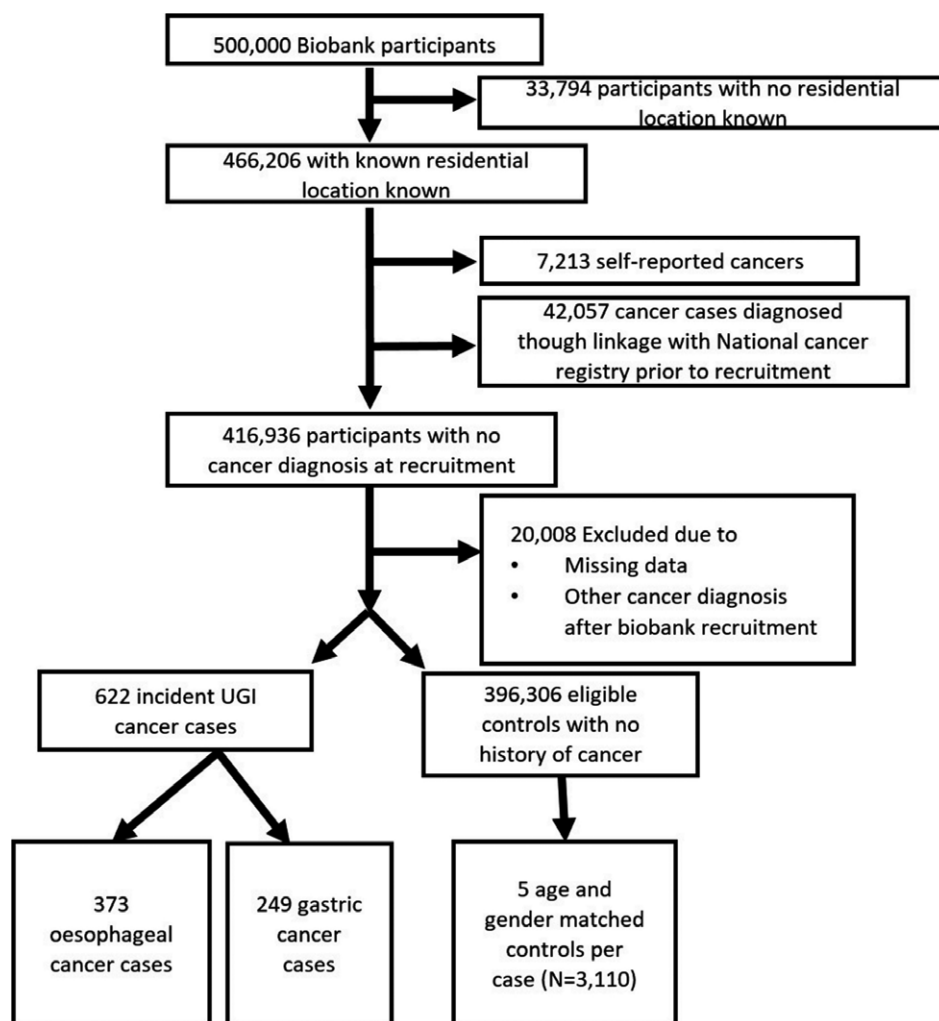 500,000 Biobank participants
33,794 participants with no residential
location known
466,206 with known residential
location known
7,213 self-reported cancers
42,057 cancer cases diagnosed
though linkage with National cancer
registry prior to recruitment
416,936 participants with no
cancer diagnosis at recruitment
20,008 Excluded due to
• Missing data
• Other cancer diagnosis
after biobank recruitment
622 incident UGI
cancer cases
396,306 eligible
controls with no
history of cancer
373
oesophageal
cancer cases
249 gastric
cancer
cases
5 age and
gender matched
controls per
case (N=3,110)